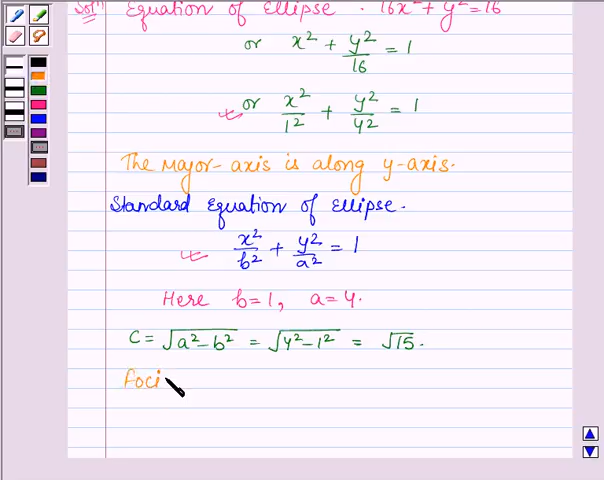 Solⁿ Equation of Ellipse · 16x² + y² = 16
or x² + y²/16 = 1
or x²/1² + y²/4² = 1
The Major-axis is along y-axis.
Standard Equation of Ellipse.
x²/b² + y²/a² = 1
Here b=1, a=4.
C = √a²-b² = √4²-1² = √15.
Foci